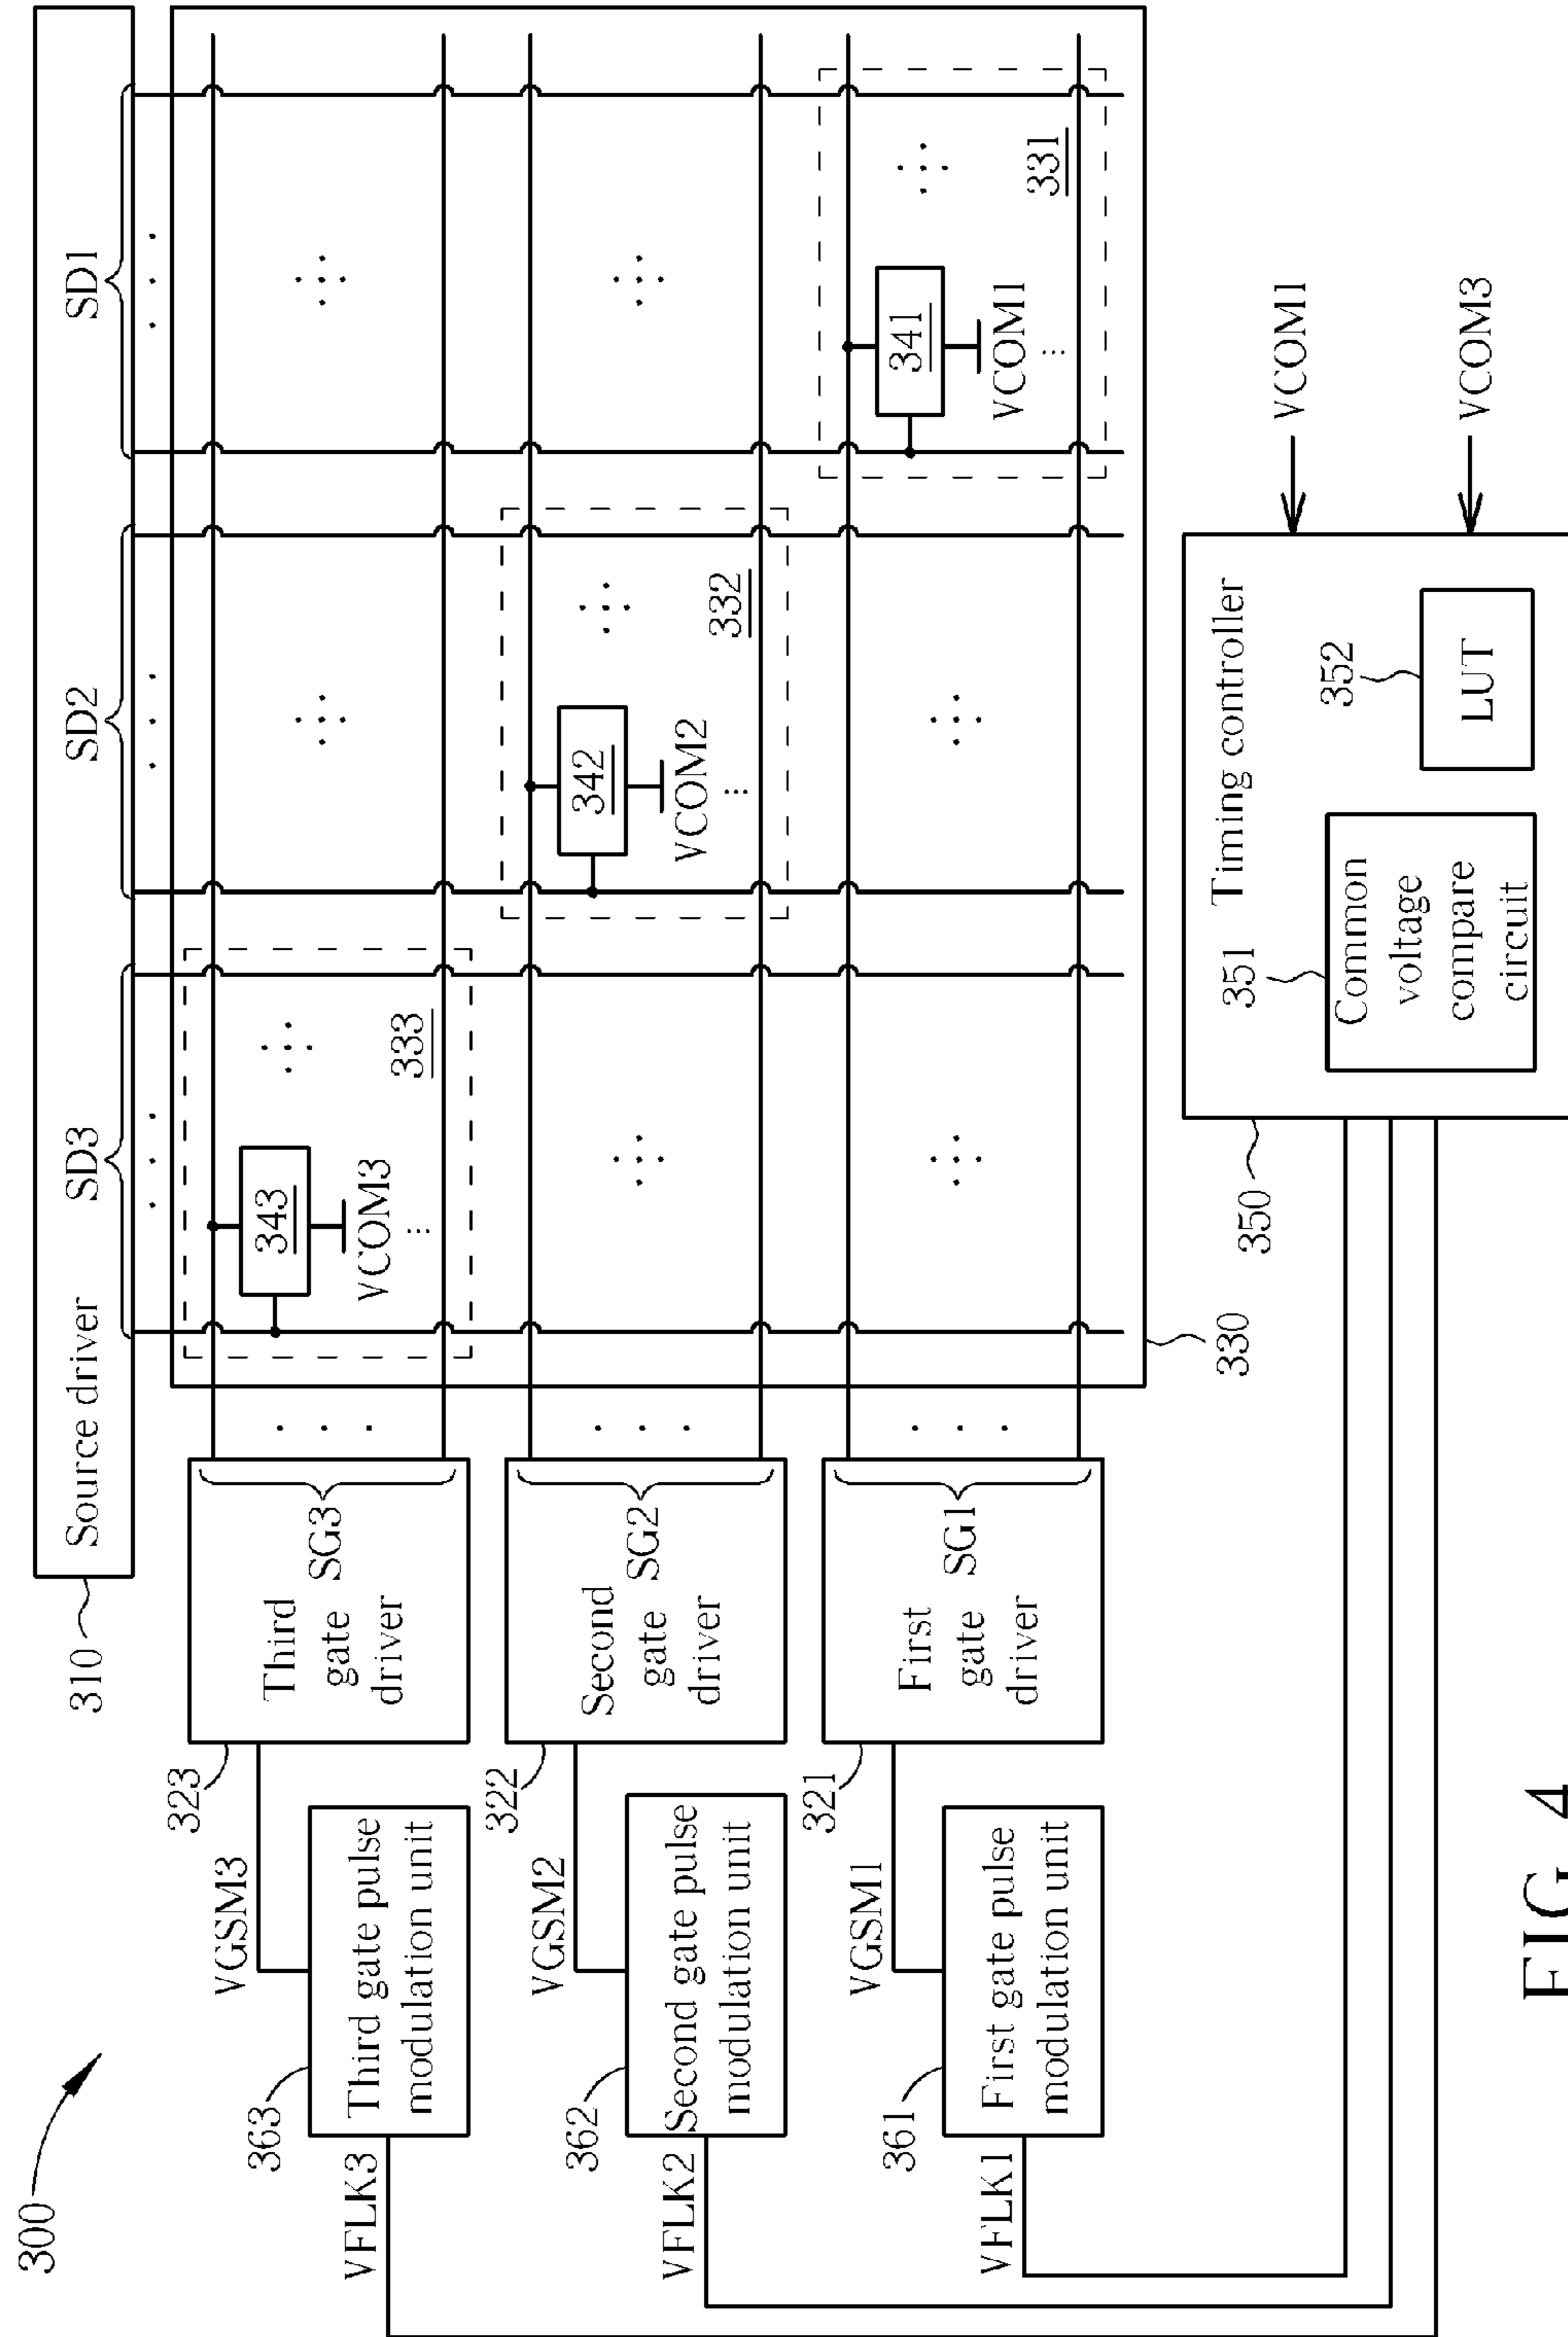 300
310
Source driver
SD3
SD2
SD1
VFLK3
363
Third gate pulse
modulation unit
VGSM3
323
Third
gate
driver
SG3
343
VCOM3
333
VFLK2
362
Second gate pulse
modulation unit
VGSM2
322
Second
gate
driver
SG2
342
VCOM2
332
VFLK1
361
First gate pulse
modulation unit
VGSM1
321
First
gate
driver
SG1
341
VCOM1
331
330
350
Timing controller
351
Common
voltage
compare
circuit
352
LUT
VCOM1
VCOM3
FIG. 4